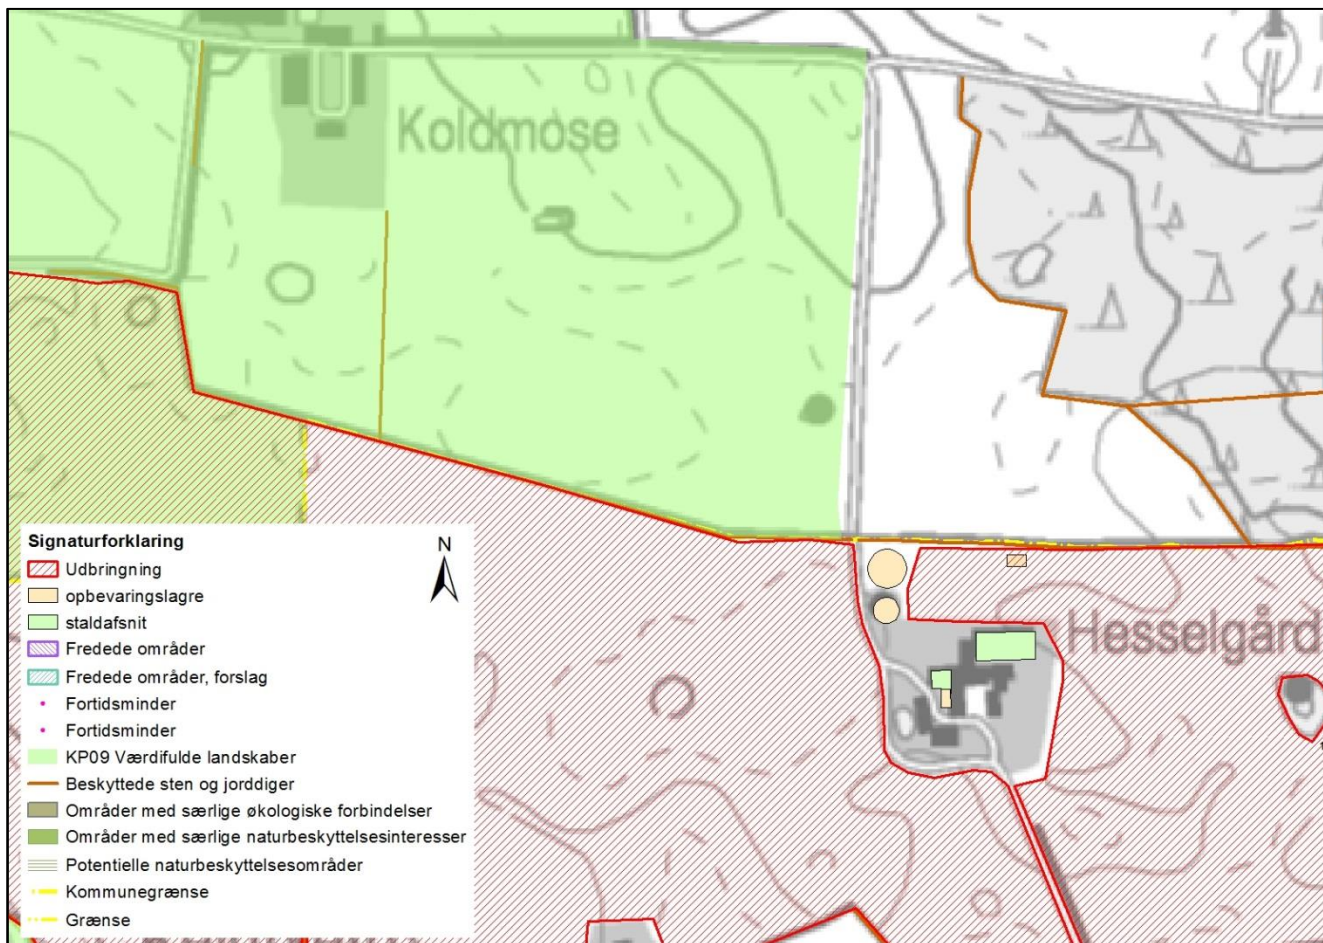 Koldmose
Signaturforklaring
N
Udbringning
opbevaringslagre
staldafsnit
Fredede områder
Fredede områder, forslag
Fortidsminder
Fortidsminder
KP09 Værdifulde landskaber
Beskyttede sten og jorddiger
Områder med særlige økologiske forbindelser
Områder med særlige naturbeskyttelsesinteresser
Potentielle naturbeskyttelsesområder
Kommunegrænse
Grænse
Hesselgård